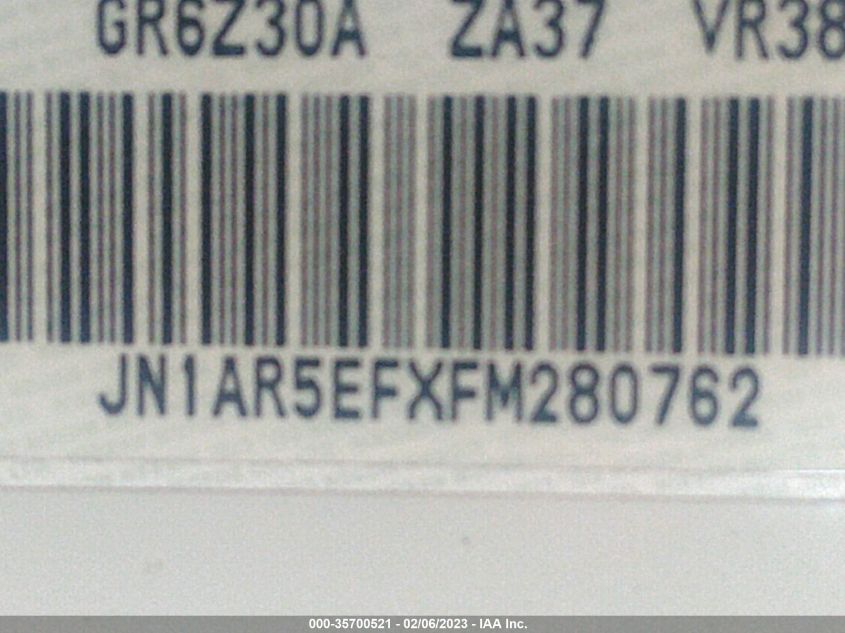 GR6Z30A ZA37 VR38
JN1AR5EFXFM280762
000-35700521 - 02/06/2023 - IAA Inc.